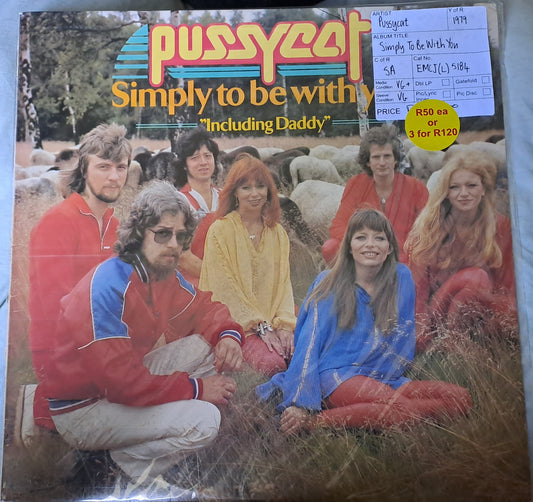 pussycat
Simply to be with y
"Including Daddy"
ARTIST
Pussycat
Y of R
1979
ALBUM TITLE
Simply To Be With You
C of R
SA
Cat No.
EMCJ(L) 5184
Media Condition
VG+
Dbl LP
Gatefold
Sleeve Condition
VG
Pic/Lyric
Pic Disc
PRICE
R50 ea
or
3 for R120